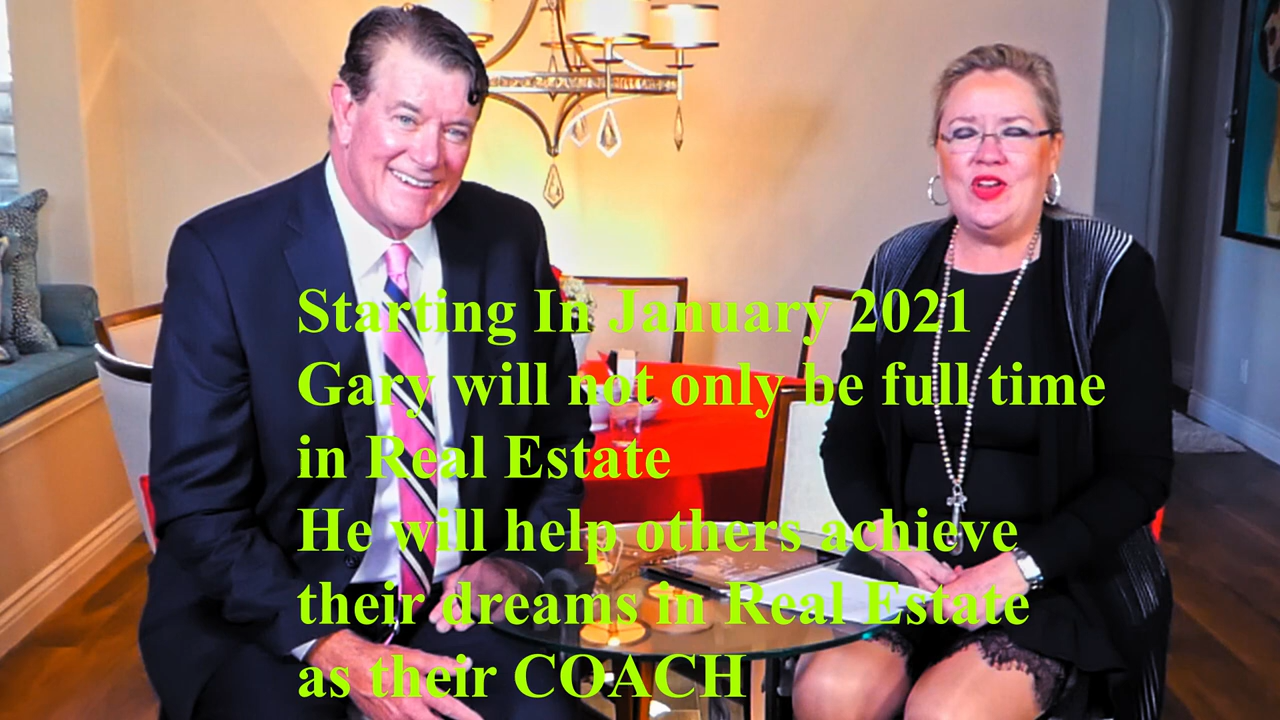 Starting In January 2021
Gary will not only be full time
in Real Estate
He will help others achieve
their dreams in Real Estate
as their COACH